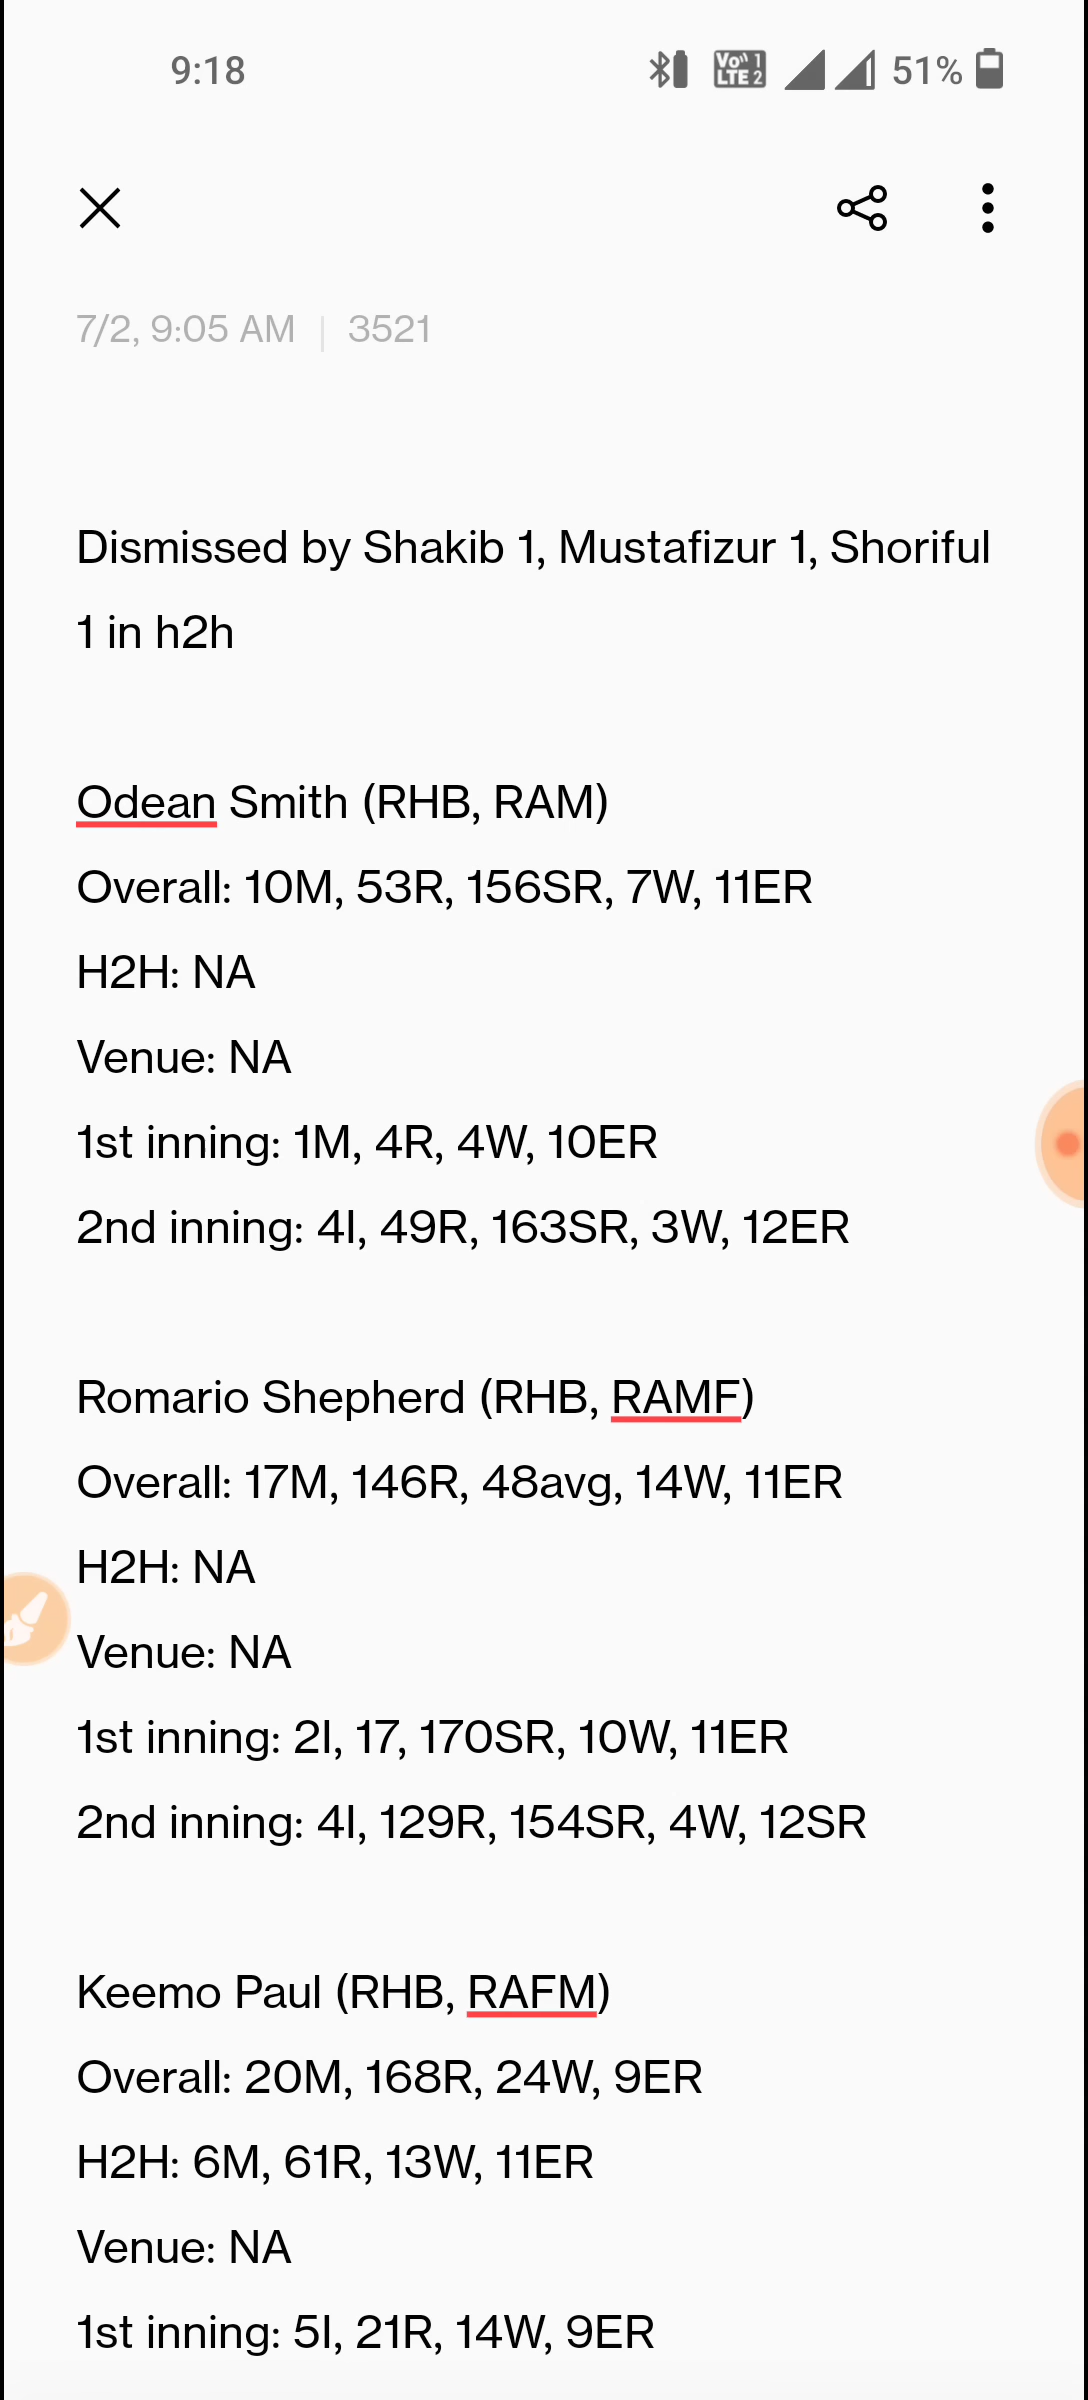 9:18
Vo 1
LTE 2
51%
7/2, 9:05 AM | 3521
Dismissed by Shakib 1, Mustafizur 1, Shoriful
1 in h2h
Odean Smith (RHB, RAM)
Overall: 10M, 53R, 156SR, 7W, 11ER
H2H: NA
Venue: NA
1st inning: 1M, 4R, 4W, 10ER
2nd inning: 4I, 49R, 163SR, 3W, 12ER
Romario Shepherd (RHB, RAMF)
Overall: 17M, 146R, 48avg, 14W, 11ER
H2H: NA
Venue: NA
1st inning: 2I, 17, 170SR, 10W, 11ER
2nd inning: 4I, 129R, 154SR, 4W, 12SR
Keemo Paul (RHB, RAFM)
Overall: 20M, 168R, 24W, 9ER
H2H: 6M, 61R, 13W, 11ER
Venue: NA
1st inning: 5I, 21R, 14W, 9ER